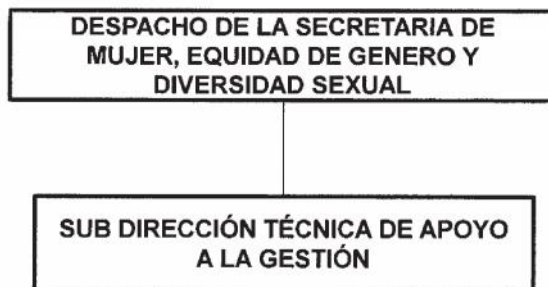 DESPACHO DE LA SECRETARIA DE
MUJER, EQUIDAD DE GENERO Y
DIVERSIDAD SEXUAL
SUB DIRECCIÓN TÉCNICA DE APOYO
A LA GESTIÓN